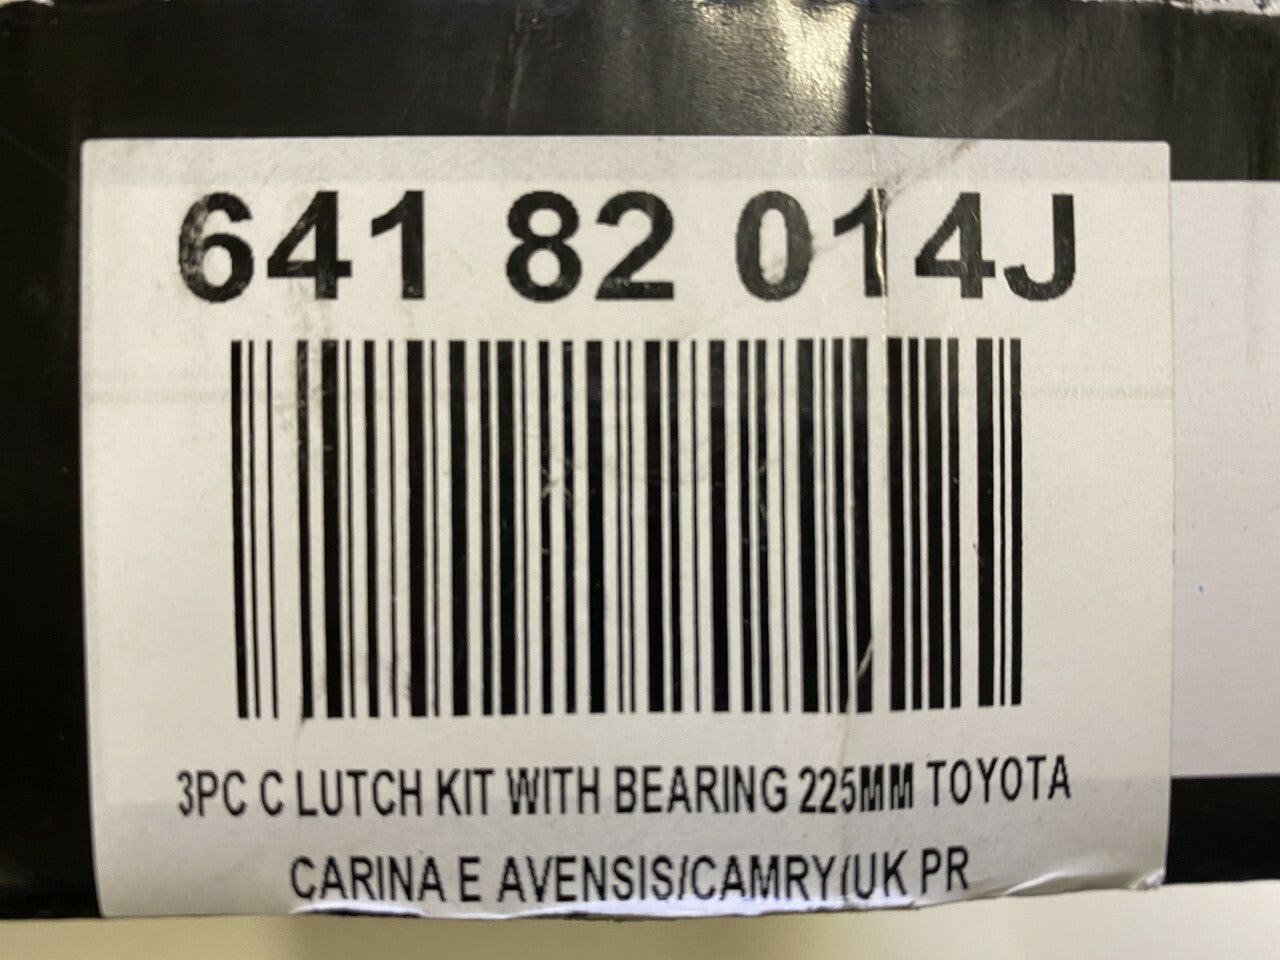 641 82 014J
3PC C LUTCH KIT WITH BEARING 225MM TOYOTA
CARINA E AVENSIS/CAMRY/UK PR